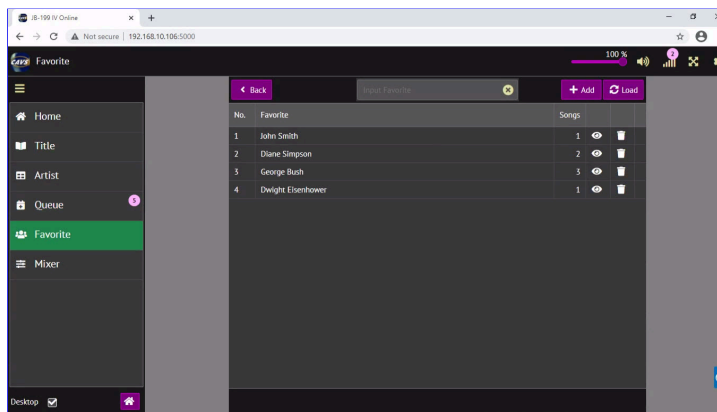 JB-199 IV Online
Not secure | 192.168.10.106:5000
CAVS Favorite 100 % 2
Back Input Favorite Add Load
No. Favorite Songs
1 John Smith 1
2 Diane Simpson 2
3 George Bush 3
4 Dwight Eisenhower 1
Home
Title
Artist
Queue 5
Favorite
Mixer
Desktop